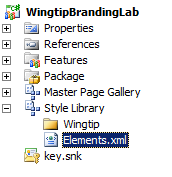 WingtipBrandingLab
Properties
References
Features
Package
Master Page Gallery
Style Library
Wingtip
Elements.xml
key.snk